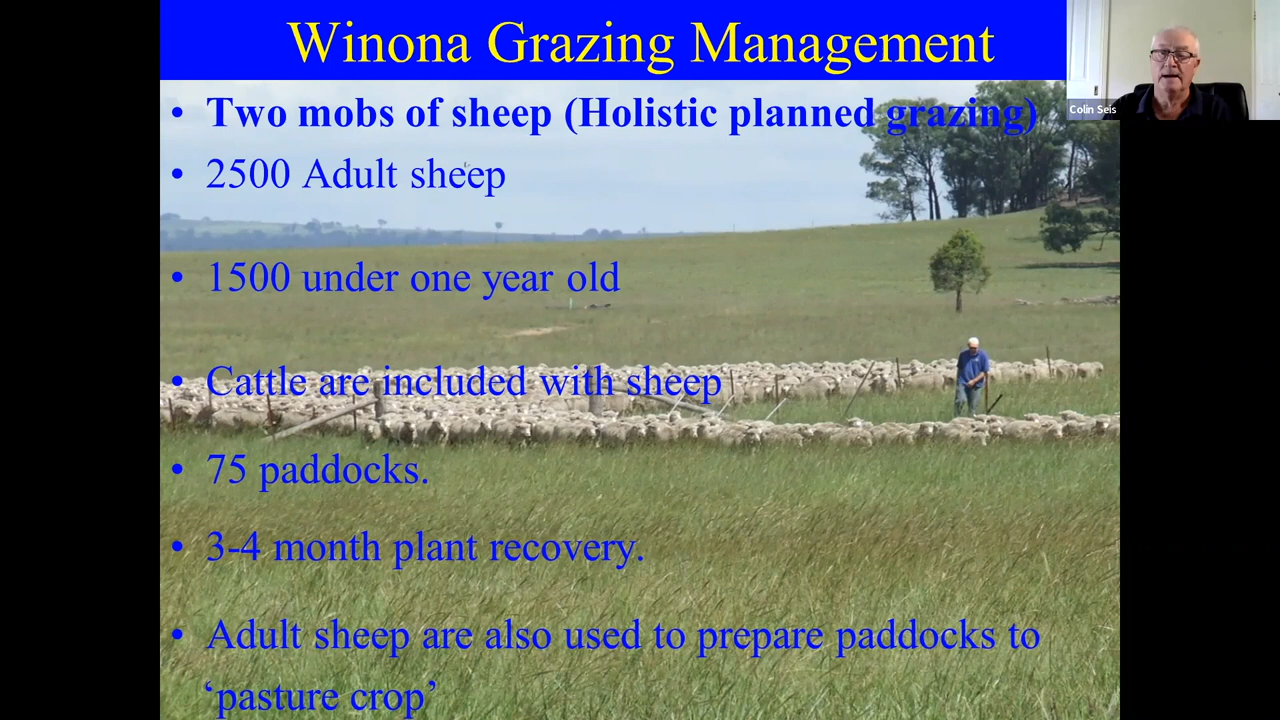 Winona Grazing Management
Colin Seis
• Two mobs of sheep (Holistic planned grazing)
• 2500 Adult sheep
• 1500 under one year old
• Cattle are included with sheep
• 75 paddocks.
• 3-4 month plant recovery.
• Adult sheep are also used to prepare paddocks to
‘pasture crop’